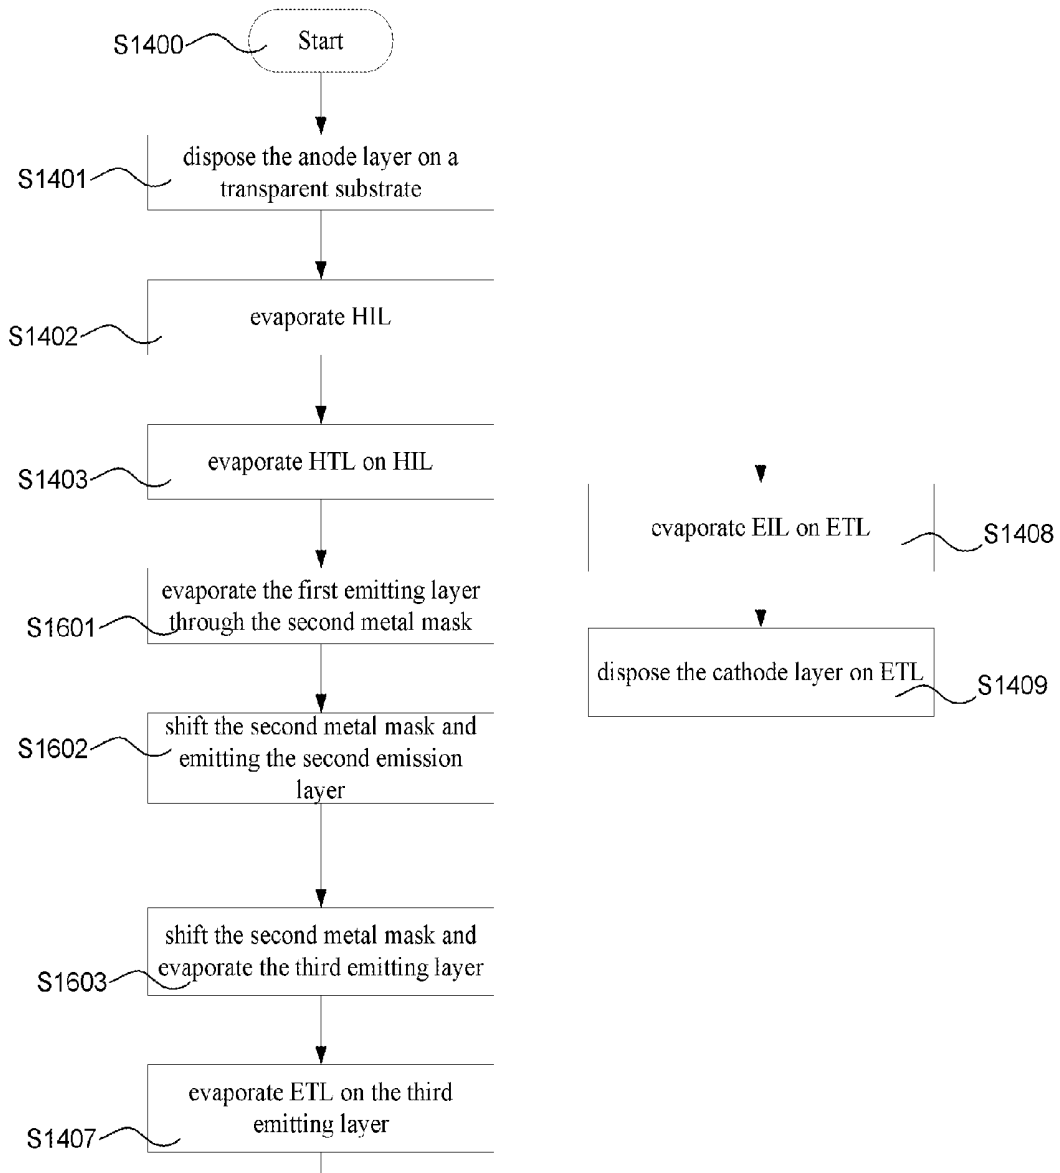 S1400
Start
S1401
dispose the anode layer on a
transparent substrate
S1402
evaporate HIL
S1403
evaporate HTL on HIL
S1601
evaporate the first emitting layer
through the second metal mask
S1602
shift the second metal mask and
emitting the second emission
layer
S1603
shift the second metal mask and
evaporate the third emitting layer
S1407
evaporate ETL on the third
emitting layer
evaporate EIL on ETL
S1408
dispose the cathode layer on ETL
S1409